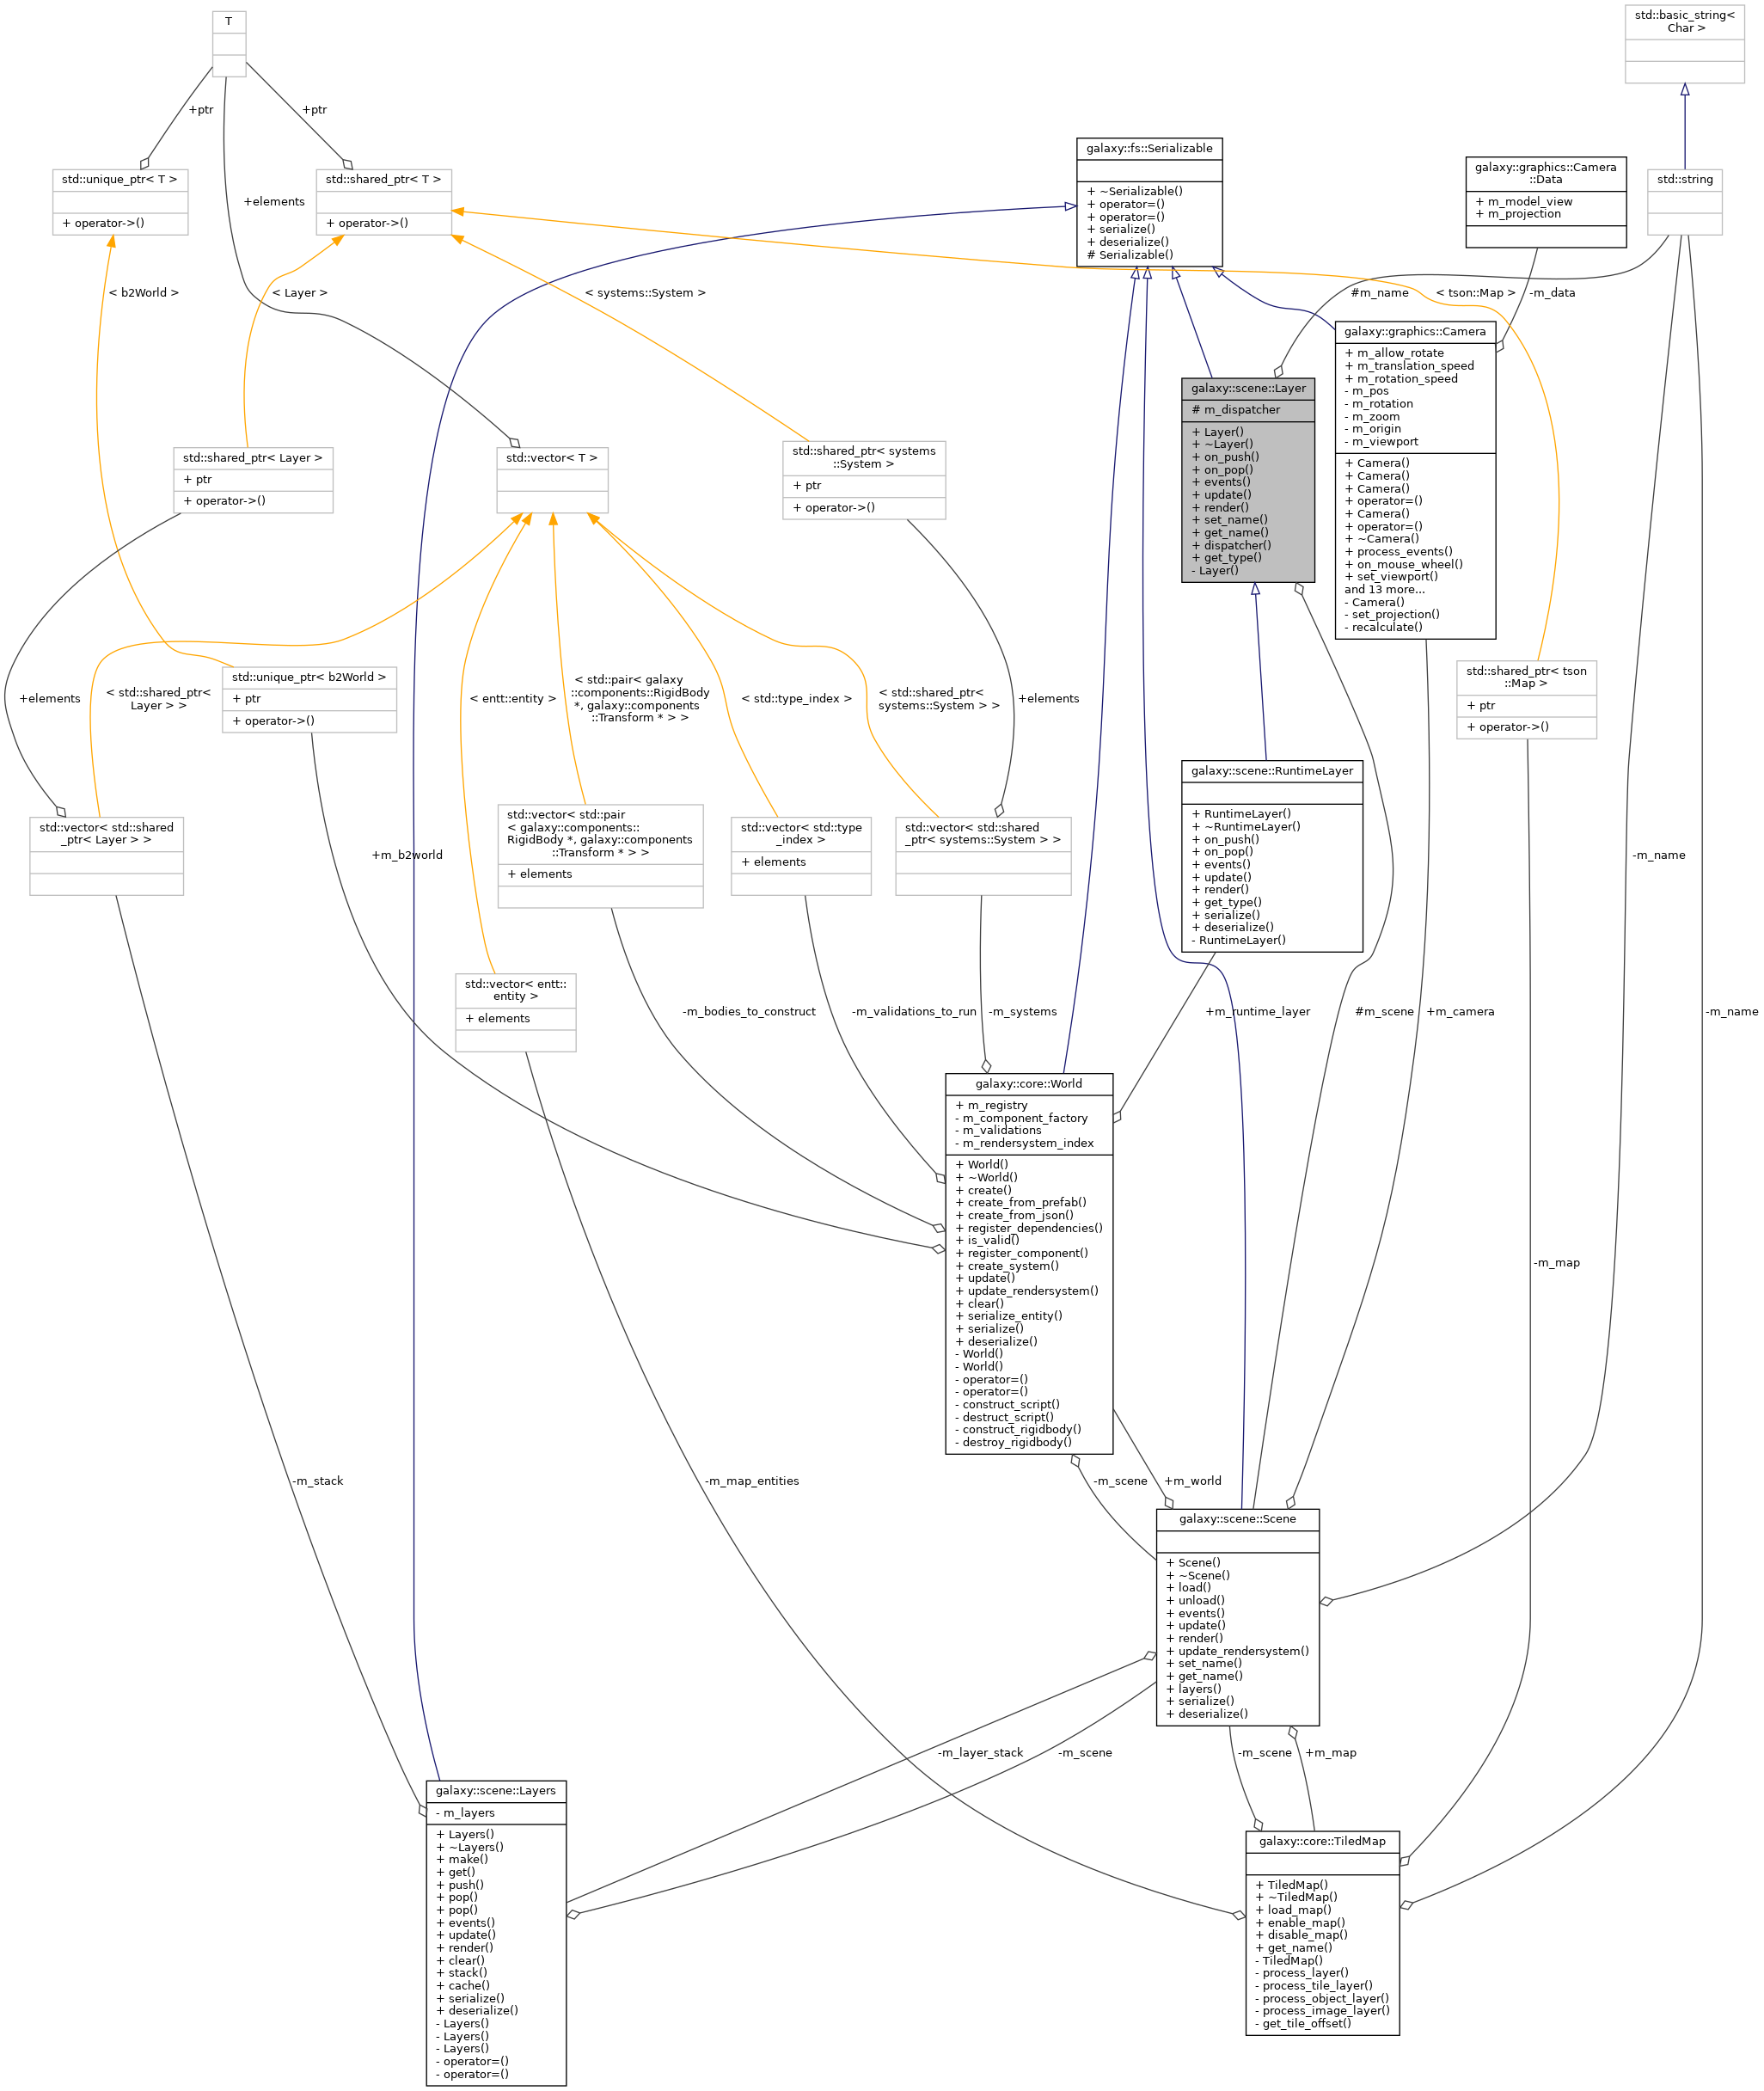 T
std::basic_string<
Char >
+ptr
+ptr
galaxy::fs::Serializable
+ ~Serializable()
+ operator=()
+ operator=()
+ serialize()
+ deserialize()
# Serializable()
galaxy::graphics::Camera
::Data
+ m_model_view
+ m_projection
std::unique_ptr< T >
+ operator->()
std::shared_ptr< T >
+ operator->()
std::string
+elements
< b2World >
< Layer >
< systems::System >
#m_name
< tson::Map >
-m_data
galaxy::graphics::Camera
+ m_allow_rotate
+ m_translation_speed
+ m_rotation_speed
- m_pos
- m_rotation
- m_zoom
- m_origin
- m_viewport
+ Camera()
+ Camera()
+ Camera()
+ operator=()
+ Camera()
+ operator=()
+ ~Camera()
+ process_events()
+ on_mouse_wheel()
+ set_viewport()
and 13 more...
- Camera()
- set_projection()
- recalculate()
galaxy::scene::Layer
# m_dispatcher
+ Layer()
+ ~Layer()
+ on_push()
+ on_pop()
+ events()
+ update()
+ render()
+ set_name()
+ get_name()
+ dispatcher()
+ get_type()
- Layer()
std::shared_ptr< Layer >
+ ptr
+ operator->()
std::vector< T >
std::shared_ptr< systems
::System >
+ ptr
+ operator->()
+elements
< std::shared_ptr<
Layer > >
std::unique_ptr< b2World >
+ ptr
+ operator->()
< entt::entity >
< std::pair< galaxy
::components::RigidBody
*, galaxy::components
::Transform * > >
< std::type_index >
< std::shared_ptr<
systems::System > >
+elements
std::shared_ptr< tson
::Map >
+ ptr
+ operator->()
galaxy::scene::RuntimeLayer
+ RuntimeLayer()
+ ~RuntimeLayer()
+ on_push()
+ on_pop()
+ events()
+ update()
+ render()
+ get_type()
+ serialize()
+ deserialize()
- RuntimeLayer()
std::vector< std::shared
_ptr< Layer > >
+m_b2world
std::vector< std::pair
< galaxy::components::
RigidBody *, galaxy::components
::Transform * > >
+ elements
std::vector< std::type
_index >
+ elements
std::vector< std::shared
_ptr< systems::System > >
-m_name
std::vector< entt::
entity >
+ elements
-m_bodies_to_construct
-m_validations_to_run
-m_systems
+m_runtime_layer
#m_scene
+m_camera
-m_name
galaxy::core::World
+ m_registry
- m_component_factory
- m_validations
- m_rendersystem_index
+ World()
+ ~World()
+ create()
+ create_from_prefab()
+ create_from_json()
+ register_dependencies()
+ is_valid()
+ register_component()
+ create_system()
+ update()
+ update_rendersystem()
+ clear()
+ serialize_entity()
+ serialize()
+ deserialize()
- World()
- World()
- operator=()
- operator=()
- construct_script()
- destruct_script()
- construct_rigidbody()
- destroy_rigidbody()
-m_map
-m_stack
-m_map_entities
-m_scene
+m_world
galaxy::scene::Scene
+ Scene()
+ ~Scene()
+ load()
+ unload()
+ events()
+ update()
+ render()
+ update_rendersystem()
+ set_name()
+ get_name()
+ layers()
+ serialize()
+ deserialize()
-m_layer_stack
-m_scene
-m_scene
+m_map
galaxy::scene::Layers
- m_layers
+ Layers()
+ ~Layers()
+ make()
+ get()
+ push()
+ pop()
+ pop()
+ events()
+ update()
+ render()
+ clear()
+ stack()
+ cache()
+ serialize()
+ deserialize()
- Layers()
- Layers()
- Layers()
- operator=()
- operator=()
galaxy::core::TiledMap
+ TiledMap()
+ ~TiledMap()
+ load_map()
+ enable_map()
+ disable_map()
+ get_name()
- TiledMap()
- process_layer()
- process_tile_layer()
- process_object_layer()
- process_image_layer()
- get_tile_offset()